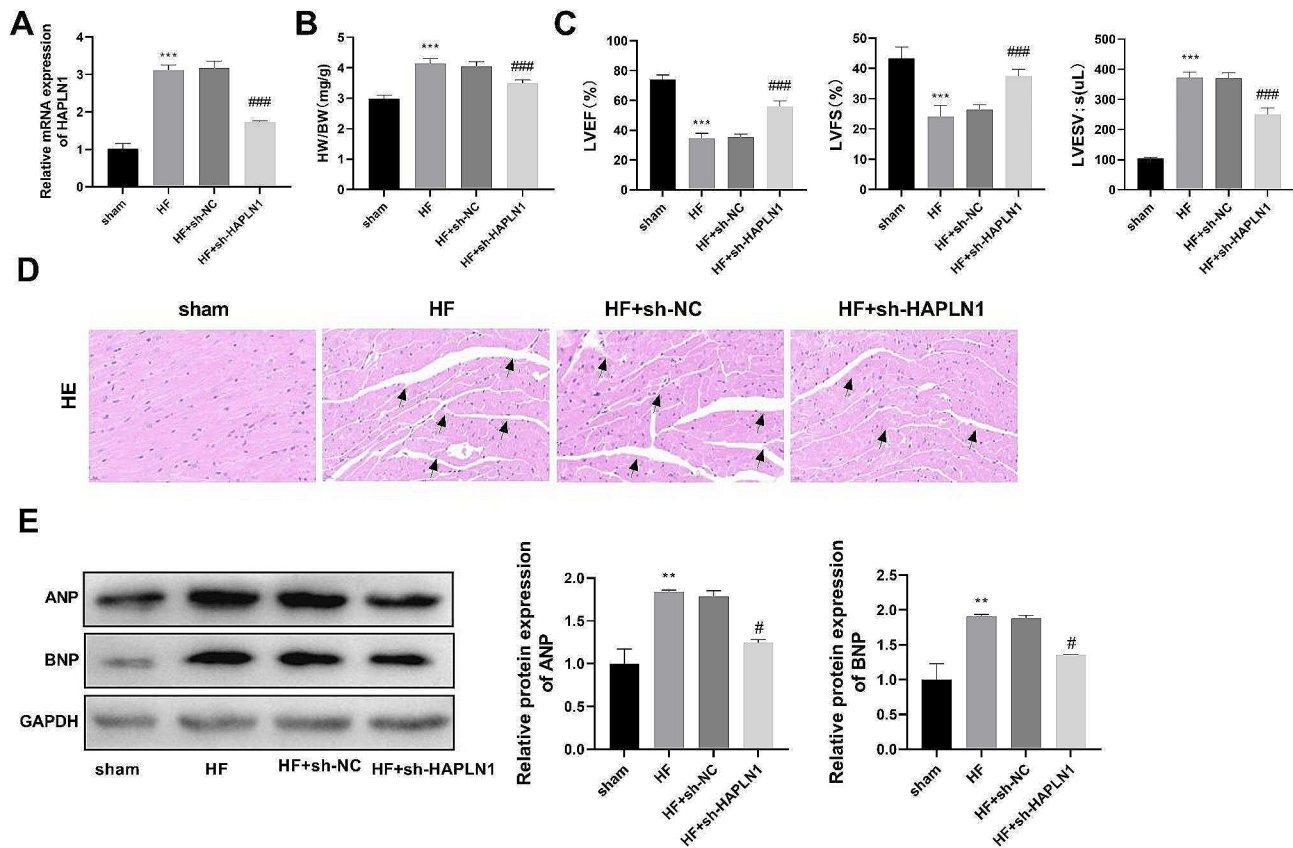 A
Relative mRNA expression
of HAPLN1
4
3
2
1
0
***
###
sham
HF
HF+sh-NC
HF+sh-HAPLN1
B
HW/BW(mg/g)
5
4
3
2
1
0
***
###
sham
HF
HF+sh-NC
HF+sh-HAPLN1
C
LVEF(%)
100
80
60
40
20
0
***
###
sham
HF
HF+sh-NC
HF+sh-HAPLN1
LVFS(%)
50
40
30
20
10
0
***
###
sham
HF
HF+sh-NC
HF+sh-HAPLN1
LVESV;s(uL)
500
400
300
200
100
0
***
###
sham
HF
HF+sh-NC
HF+sh-HAPLN1
D
sham
HF
HF+sh-NC
HF+sh-HAPLN1
HE
E
ANP
BNP
GAPDH
sham
HF
HF+sh-NC
HF+sh-HAPLN1
Relative protein expression
of ANP
2.0
1.5
1.0
0.5
0.0
**
#
sham
HF
HF+sh-NC
HF+sh-HAPLN1
Relative protein expression
of BNP
2.5
2.0
1.5
1.0
0.5
0.0
**
#
sham
HF
HF+sh-NC
HF+sh-HAPLN1